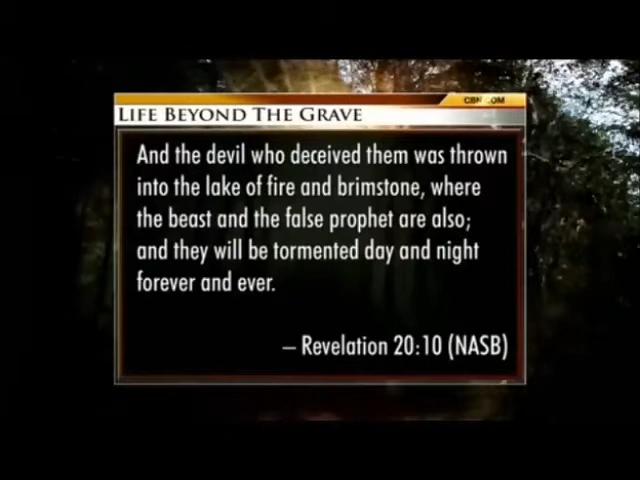 CBN.COM
LIFE BEYOND THE GRAVE
And the devil who deceived them was thrown
into the lake of fire and brimstone, where
the beast and the false prophet are also;
and they will be tormented day and night
forever and ever.
– Revelation 20:10 (NASB)